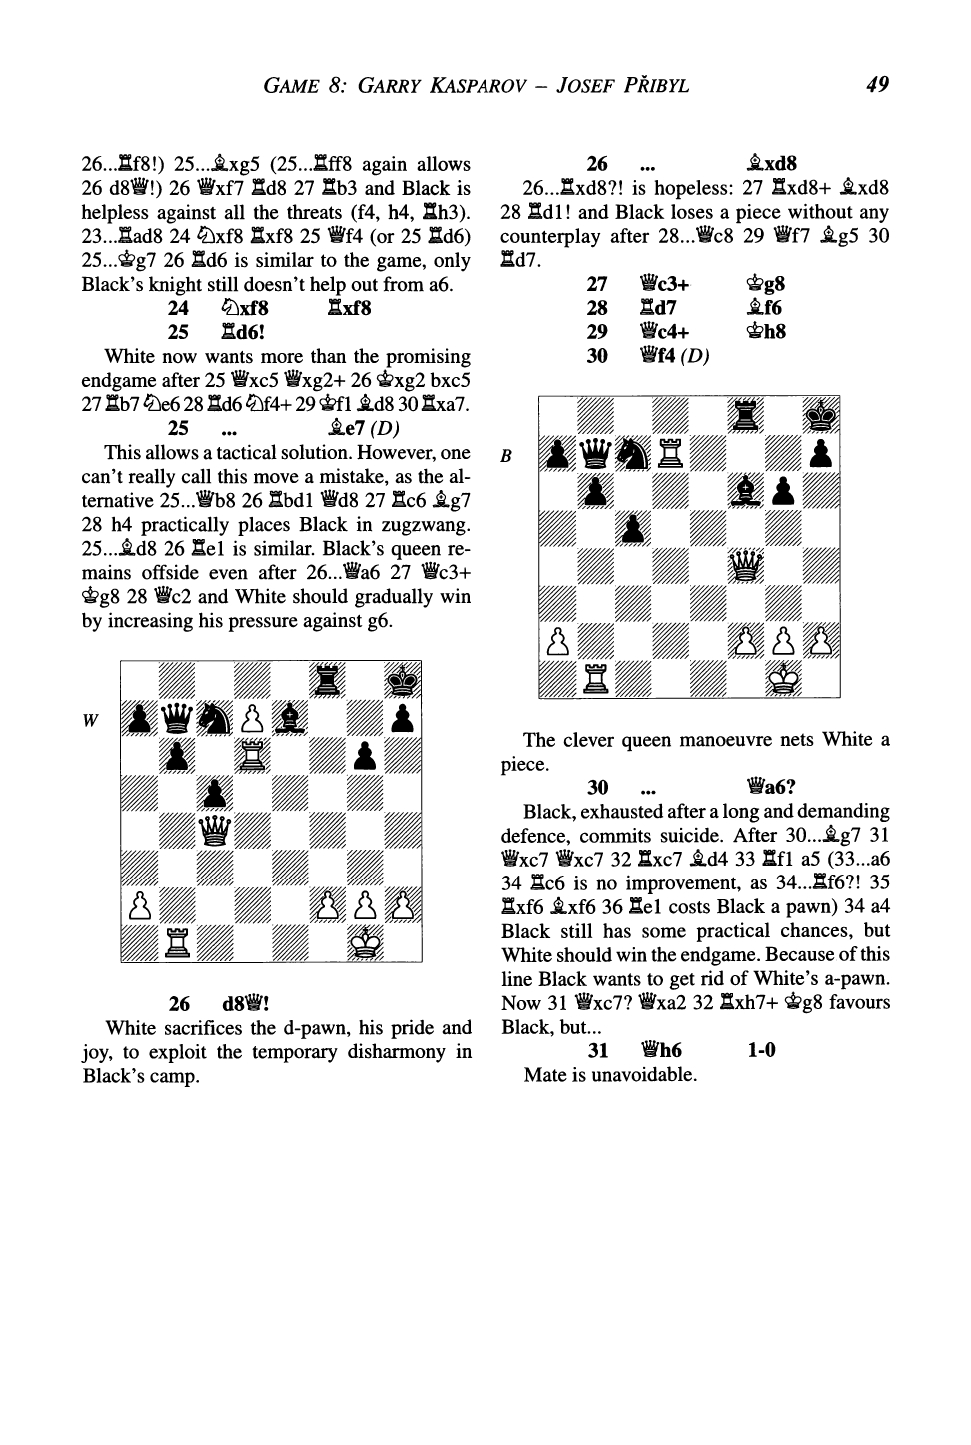 GAME 8: GARRY KASPAROV – JOSEF PŘIBYL 49
26...♖f8!) 25...♗xg5 (25...♖ff8 again allows
26 d8♕!) 26 ♕xf7 ♖d8 27 ♖b3 and Black is
helpless against all the threats (f4, h4, ♖h3).
23...♖ad8 24 ♘xf8 ♖xf8 25 ♕f4 (or 25 ♖d6)
25...♔g7 26 ♖d6 is similar to the game, only
Black's knight still doesn't help out from a6.
24 ♘xf8 ♖xf8
25 ♖d6!
White now wants more than the promising
endgame after 25 ♕xc5 ♕xg2+ 26 ♔xg2 bxc5
27 ♖b7 ♘e6 28 ♖d6 ♘f4+ 29 ♔f1 ♗d8 30 ♖xa7.
25 ... ♗e7 (D)
This allows a tactical solution. However, one
can't really call this move a mistake, as the al-
ternative 25...♕b8 26 ♖bd1 ♕d8 27 ♖c6 ♗g7
28 h4 practically places Black in zugzwang.
25...♗d8 26 ♖e1 is similar. Black's queen re-
mains offside even after 26...♕a6 27 ♕c3+
♔g8 28 ♕c2 and White should gradually win
by increasing his pressure against g6.
W
26 d8♕!
White sacrifices the d-pawn, his pride and
joy, to exploit the temporary disharmony in
Black's camp.
26 ... ♗xd8
26...♖xd8?! is hopeless: 27 ♖xd8+ ♗xd8
28 ♖d1! and Black loses a piece without any
counterplay after 28...♕c8 29 ♕f7 ♗g5 30
♖d7.
27 ♕c3+ ♔g8
28 ♖d7 ♗f6
29 ♕c4+ ♔h8
30 ♕f4 (D)
B
The clever queen manoeuvre nets White a
piece.
30 ... ♕a6?
Black, exhausted after a long and demanding
defence, commits suicide. After 30...♗g7 31
♕xc7 ♕xc7 32 ♖xc7 ♗d4 33 ♖f1 a5 (33...a6
34 ♖c6 is no improvement, as 34...♖f6?! 35
♖xf6 ♗xf6 36 ♖e1 costs Black a pawn) 34 a4
Black still has some practical chances, but
White should win the endgame. Because of this
line Black wants to get rid of White's a-pawn.
Now 31 ♕xc7? ♕xa2 32 ♖xh7+ ♔g8 favours
Black, but...
31 ♕h6 1-0
Mate is unavoidable.